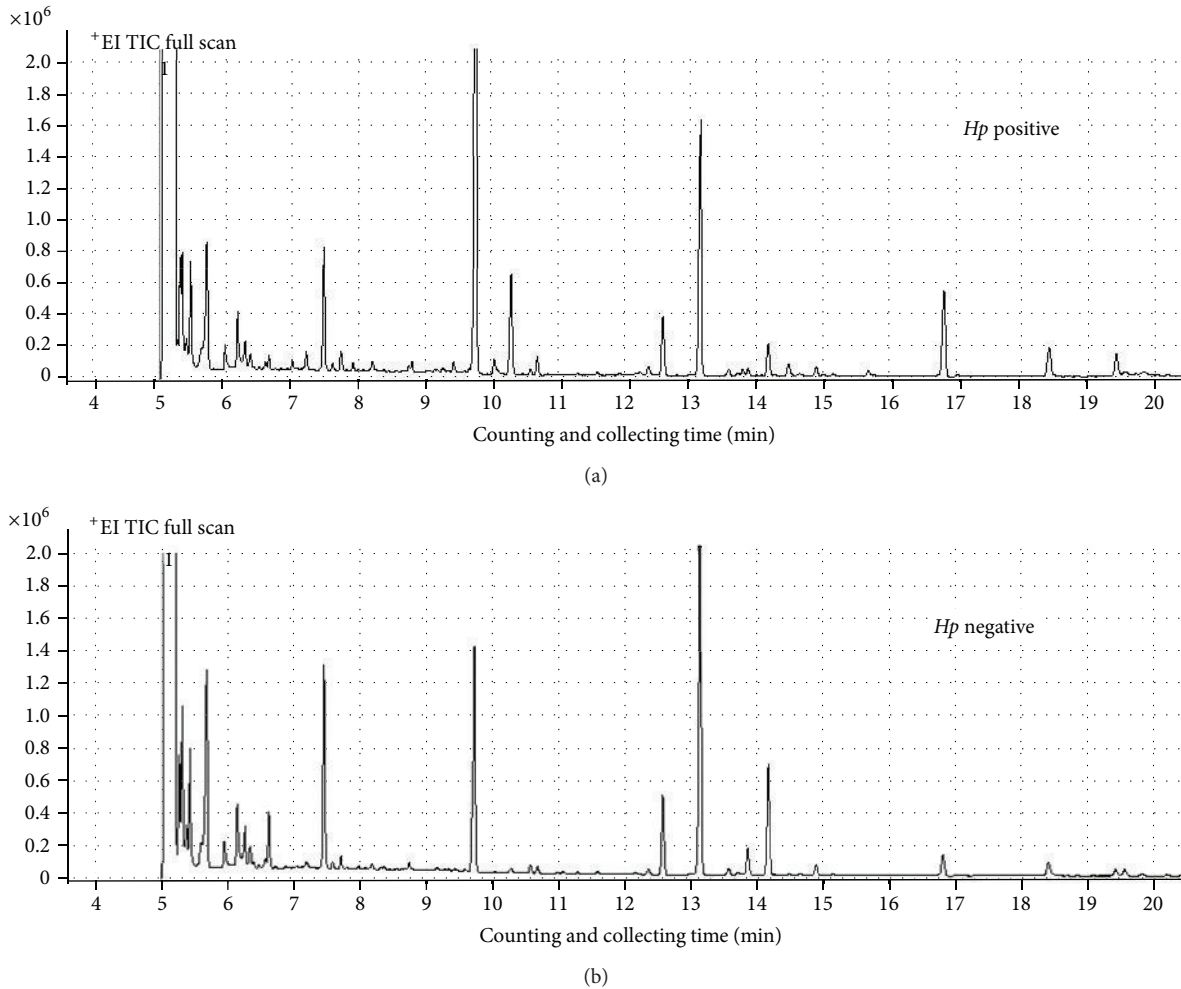 ×10⁶
⁺EI TIC full scan
1
2.0
1.8
1.6
Hp positive
1.4
1.2
1.0
0.8
0.6
0.4
0.2
0
4 5 6 7 8 9 10 11 12 13 14 15 16 17 18 19 20
Counting and collecting time (min)
(a)
×10⁶
⁺EI TIC full scan
1
2.0
1.8
1.6
Hp negative
1.4
1.2
1.0
0.8
0.6
0.4
0.2
0
4 5 6 7 8 9 10 11 12 13 14 15 16 17 18 19 20
Counting and collecting time (min)
(b)